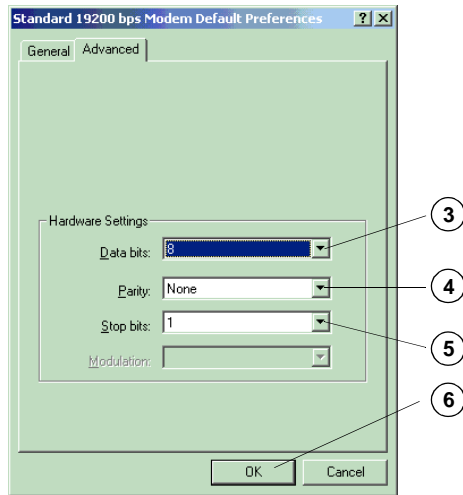 Standard 19200 bps Modem Default Preferences
General Advanced
Hardware Settings
Data bits: 8
Parity: None
Stop bits: 1
Modulation:
OK Cancel
3
4
5
6